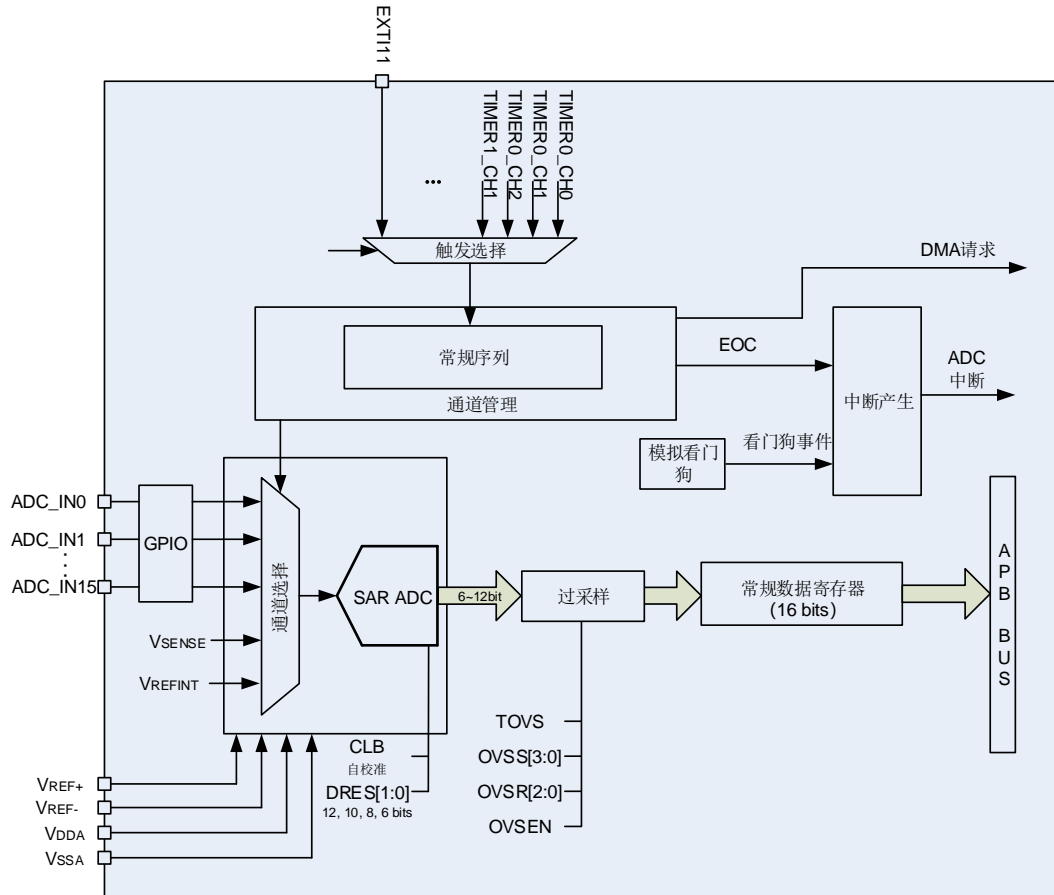 EXTI11
TIMER1_CH1
TIMER0_CH2
TIMER0_CH1
TIMER0_CH0
...
触发选择
DMA请求
常规序列
通道管理
EOC
ADC
中断
中断产生
模拟看门
狗
看门狗事件
ADC_IN0
ADC_IN1
ADC_IN15
GPIO
通道选择
VSENSE
VREFINT
SAR ADC
6~12bit
过采样
常规数据寄存器
(16 bits)
APB BUS
CLB
自校准
DRES[1:0]
12, 10, 8, 6 bits
TOVS
OVSS[3:0]
OVSR[2:0]
OVSEN
VREF+
VREF-
VDDA
VSSA